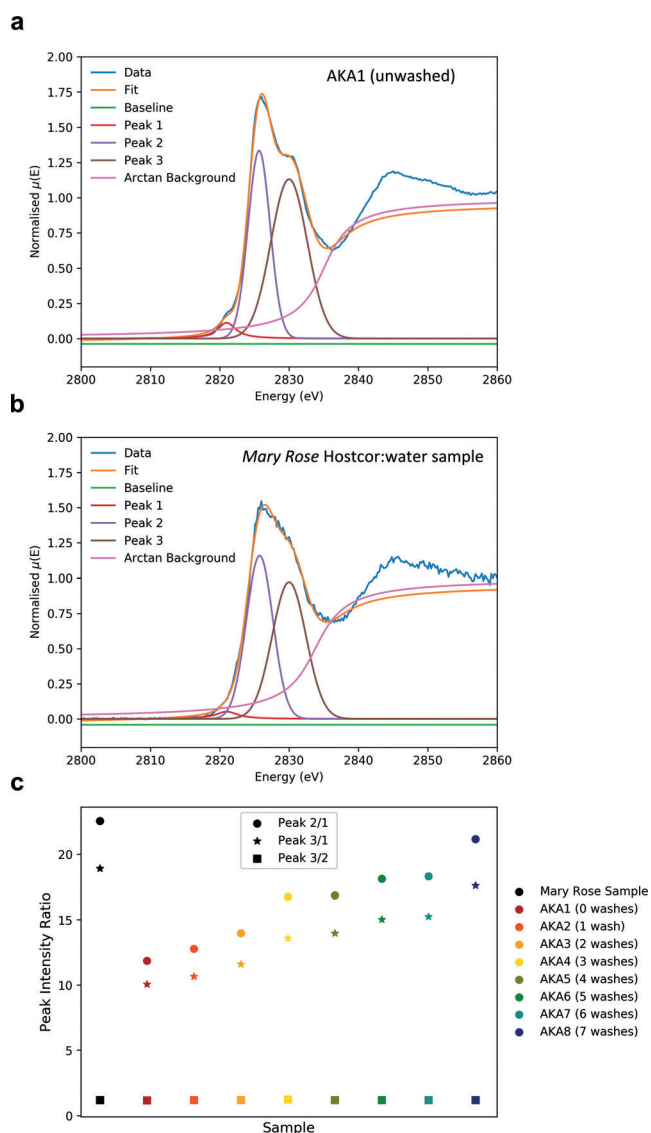 a
AKA1 (unwashed)
Data
Fit
Baseline
Peak 1
Peak 2
Peak 3
Arctan Background
Normalised μ(E)
2.00
1.75
1.50
1.25
1.00
0.75
0.50
0.25
0.00
2800 2810 2820 2830 2840 2850 2860
Energy (eV)
b
Mary Rose Hostcor:water sample
Data
Fit
Baseline
Peak 1
Peak 2
Peak 3
Arctan Background
Normalised μ(E)
2.00
1.75
1.50
1.25
1.00
0.75
0.50
0.25
0.00
2800 2810 2820 2830 2840 2850 2860
Energy (eV)
c
Peak 2/1
Peak 3/1
Peak 3/2
Peak Intensity Ratio
20
15
10
5
0
Sample
Mary Rose Sample
AKA1 (0 washes)
AKA2 (1 wash)
AKA3 (2 washes)
AKA4 (3 washes)
AKA5 (4 washes)
AKA6 (5 washes)
AKA7 (6 washes)
AKA8 (7 washes)